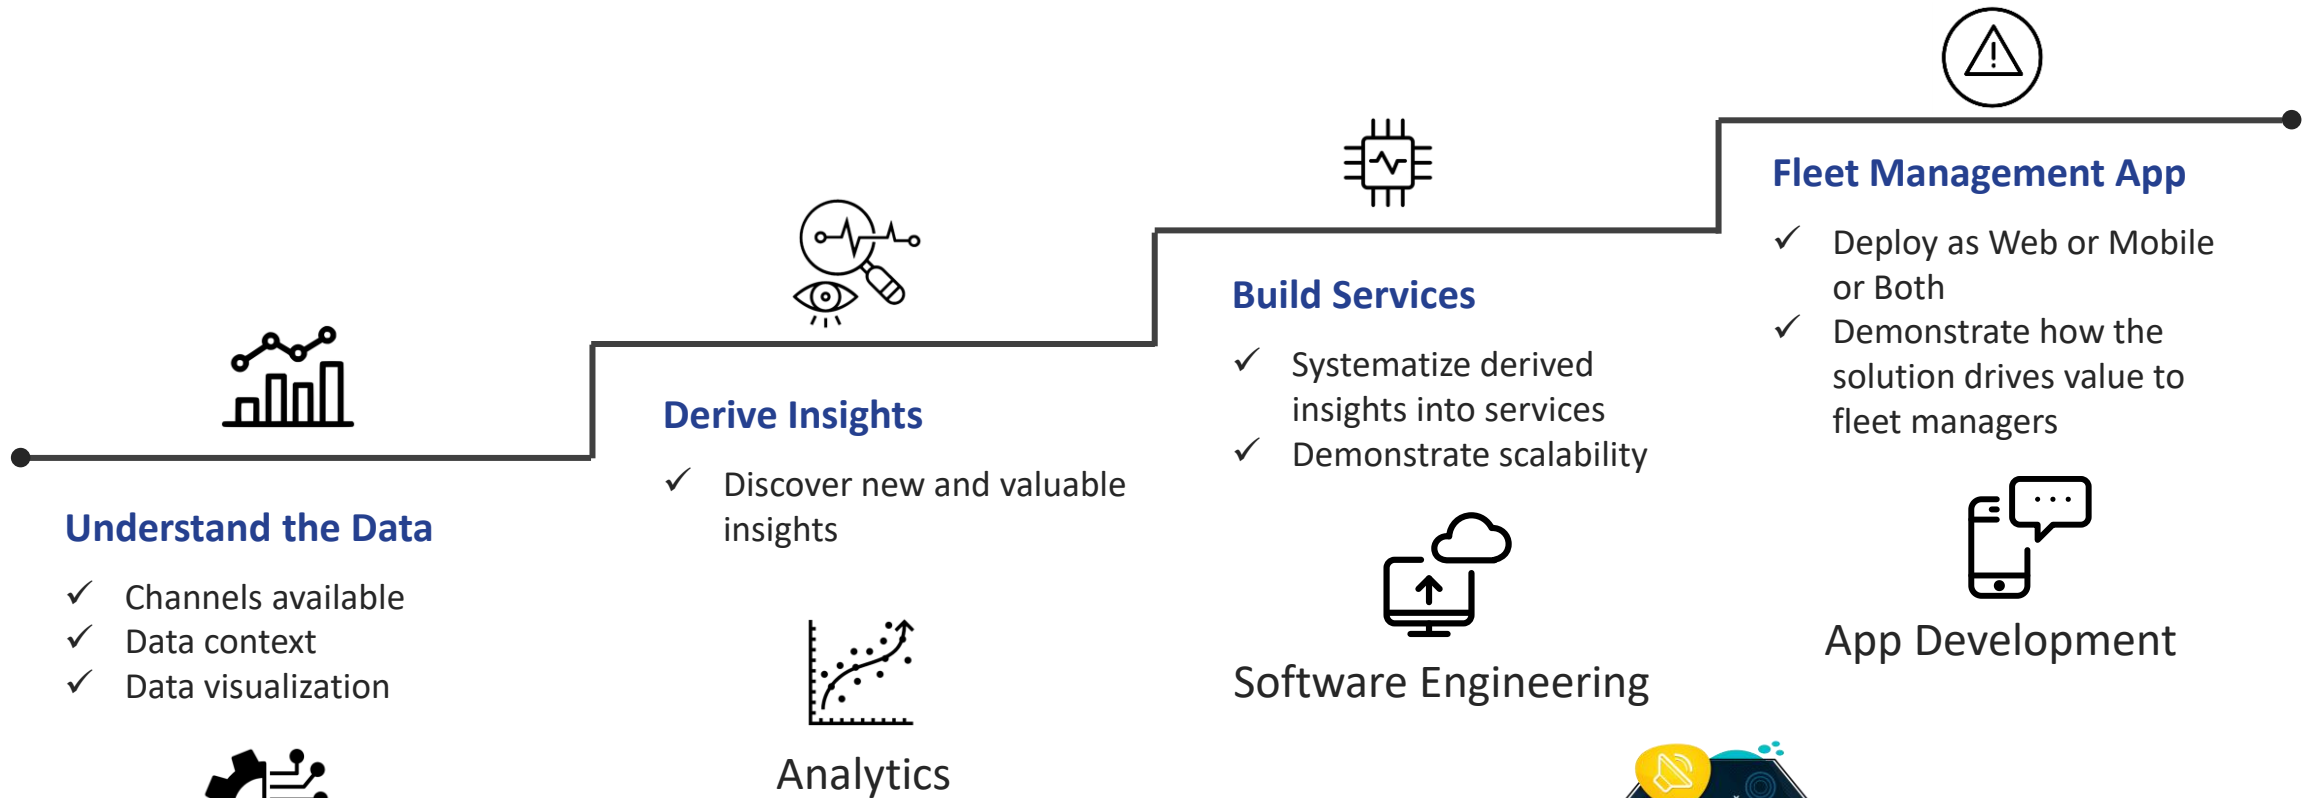 Understand the Data
✓ Channels available
✓ Data context
✓ Data visualization
Derive Insights
✓ Discover new and valuable
insights
Analytics
Build Services
✓ Systematize derived
insights into services
✓ Demonstrate scalability
Software Engineering
Fleet Management App
✓ Deploy as Web or Mobile
or Both
✓ Demonstrate how the
solution drives value to
fleet managers
App Development